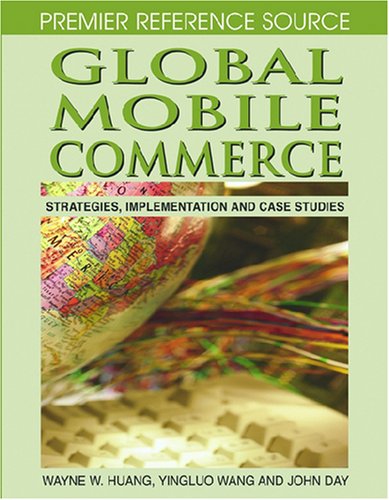 PREMIER REFERENCE SOURCE
GLOBAL
MOBILE
COMMERCE
STRATEGIES, IMPLEMENTATION AND CASE STUDIES
WAYNE W. HUANG, YINGLUO WANG AND JOHN DAY